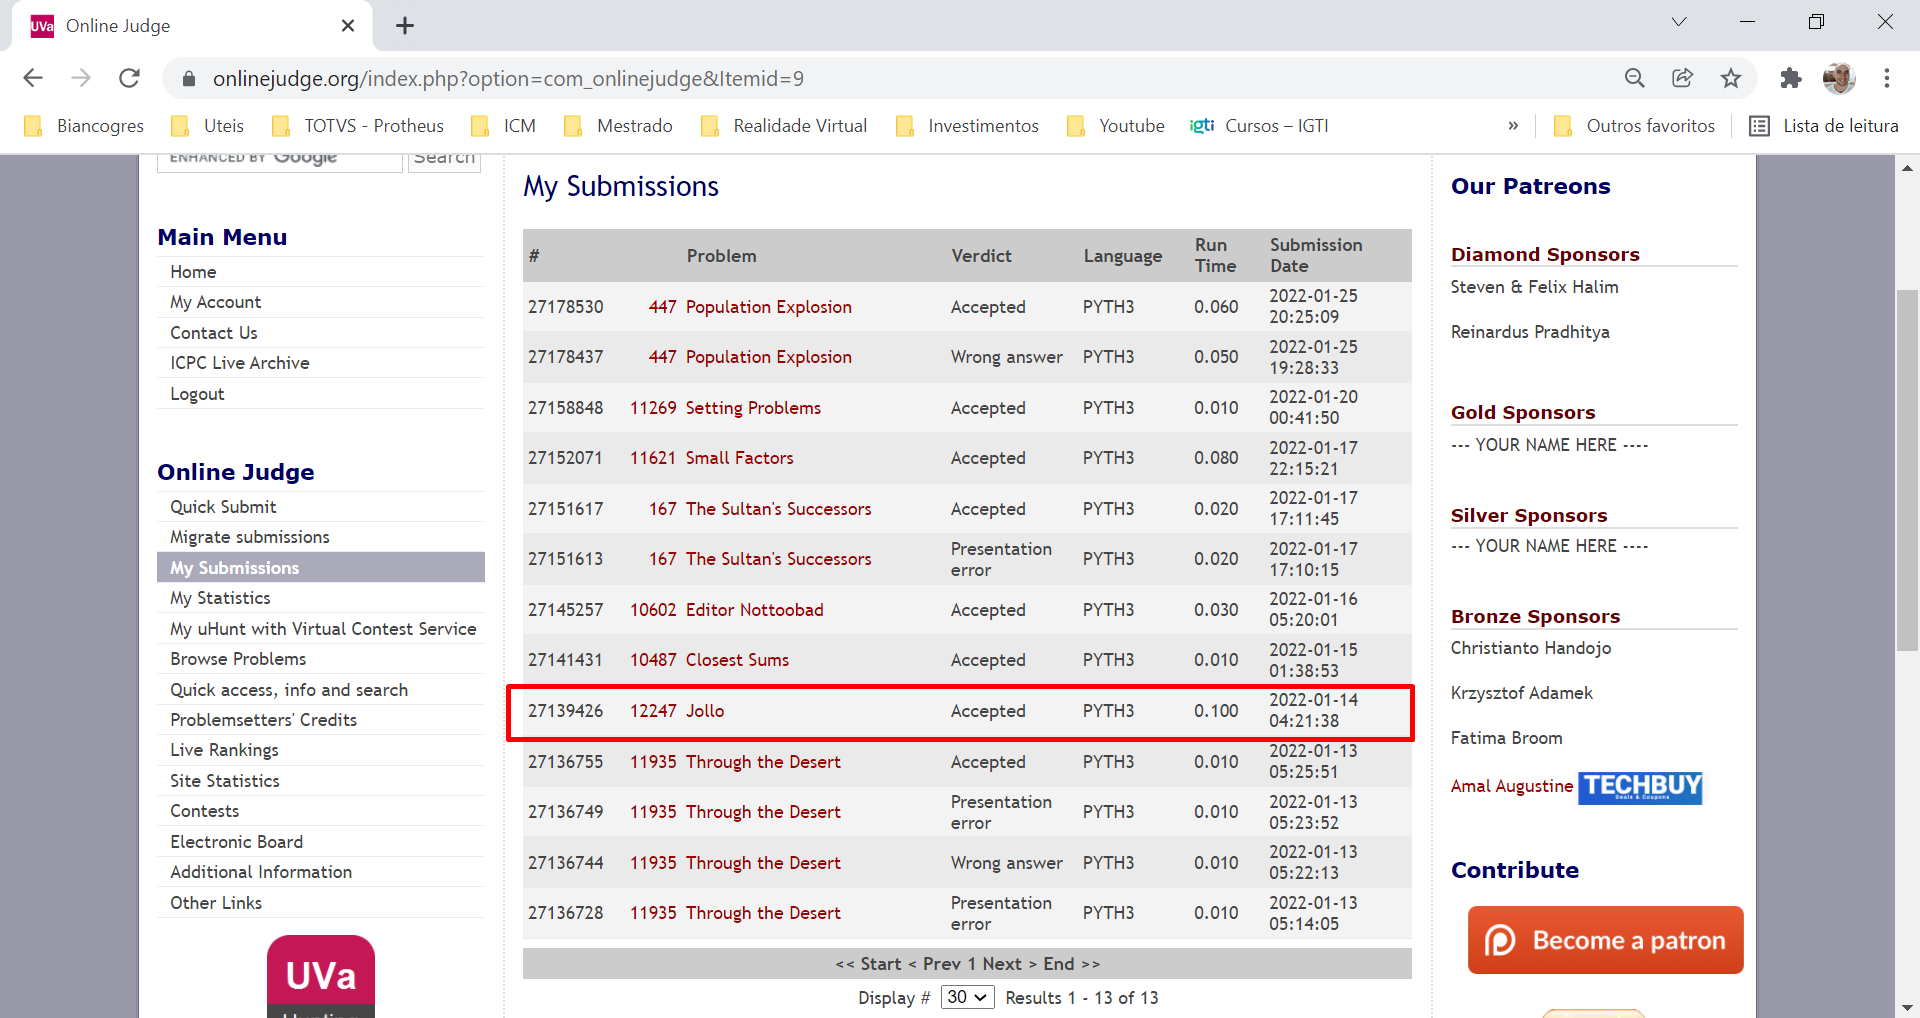 Online Judge
onlinejudge.org/index.php?option=com_onlinejudge&Itemid=9
Biancogres
Uteis
TOTVS - Protheus
ICM
Mestrado
Realidade Virtual
Investimentos
Youtube
igti Cursos – IGTI
»
Outros favoritos
Lista de leitura
ENHANCED BY Google
Search
Main Menu
Home
My Account
Contact Us
ICPC Live Archive
Logout
Online Judge
Quick Submit
Migrate submissions
My Submissions
My Statistics
My uHunt with Virtual Contest Service
Browse Problems
Quick access, info and search
Problemsetters' Credits
Live Rankings
Site Statistics
Contests
Electronic Board
Additional Information
Other Links
UVa
My Submissions
# Problem Verdict Language Run Time Submission Date
27178530 447 Population Explosion Accepted PYTH3 0.060 2022-01-25 20:25:09
27178437 447 Population Explosion Wrong answer PYTH3 0.050 2022-01-25 19:28:33
27158848 11269 Setting Problems Accepted PYTH3 0.010 2022-01-20 00:41:50
27152071 11621 Small Factors Accepted PYTH3 0.080 2022-01-17 22:15:21
27151617 167 The Sultan's Successors Accepted PYTH3 0.020 2022-01-17 17:11:45
27151613 167 The Sultan's Successors Presentation error PYTH3 0.020 2022-01-17 17:10:15
27145257 10602 Editor Nottoobad Accepted PYTH3 0.030 2022-01-16 05:20:01
27141431 10487 Closest Sums Accepted PYTH3 0.010 2022-01-15 01:38:53
27139426 12247 Jollo Accepted PYTH3 0.100 2022-01-14 04:21:38
27136755 11935 Through the Desert Accepted PYTH3 0.010 2022-01-13 05:25:51
27136749 11935 Through the Desert Presentation error PYTH3 0.010 2022-01-13 05:23:52
27136744 11935 Through the Desert Wrong answer PYTH3 0.010 2022-01-13 05:22:13
27136728 11935 Through the Desert Presentation error PYTH3 0.010 2022-01-13 05:14:05
<< Start < Prev 1 Next > End >>
Display # 30 Results 1 - 13 of 13
Our Patreons
Diamond Sponsors
Steven & Felix Halim
Reinardus Pradhitya
Gold Sponsors
--- YOUR NAME HERE ----
Silver Sponsors
--- YOUR NAME HERE ----
Bronze Sponsors
Christianto Handojo
Krzysztof Adamek
Fatima Broom
Amal Augustine TECHBUY
Deals & Coupons
Contribute
Become a patron